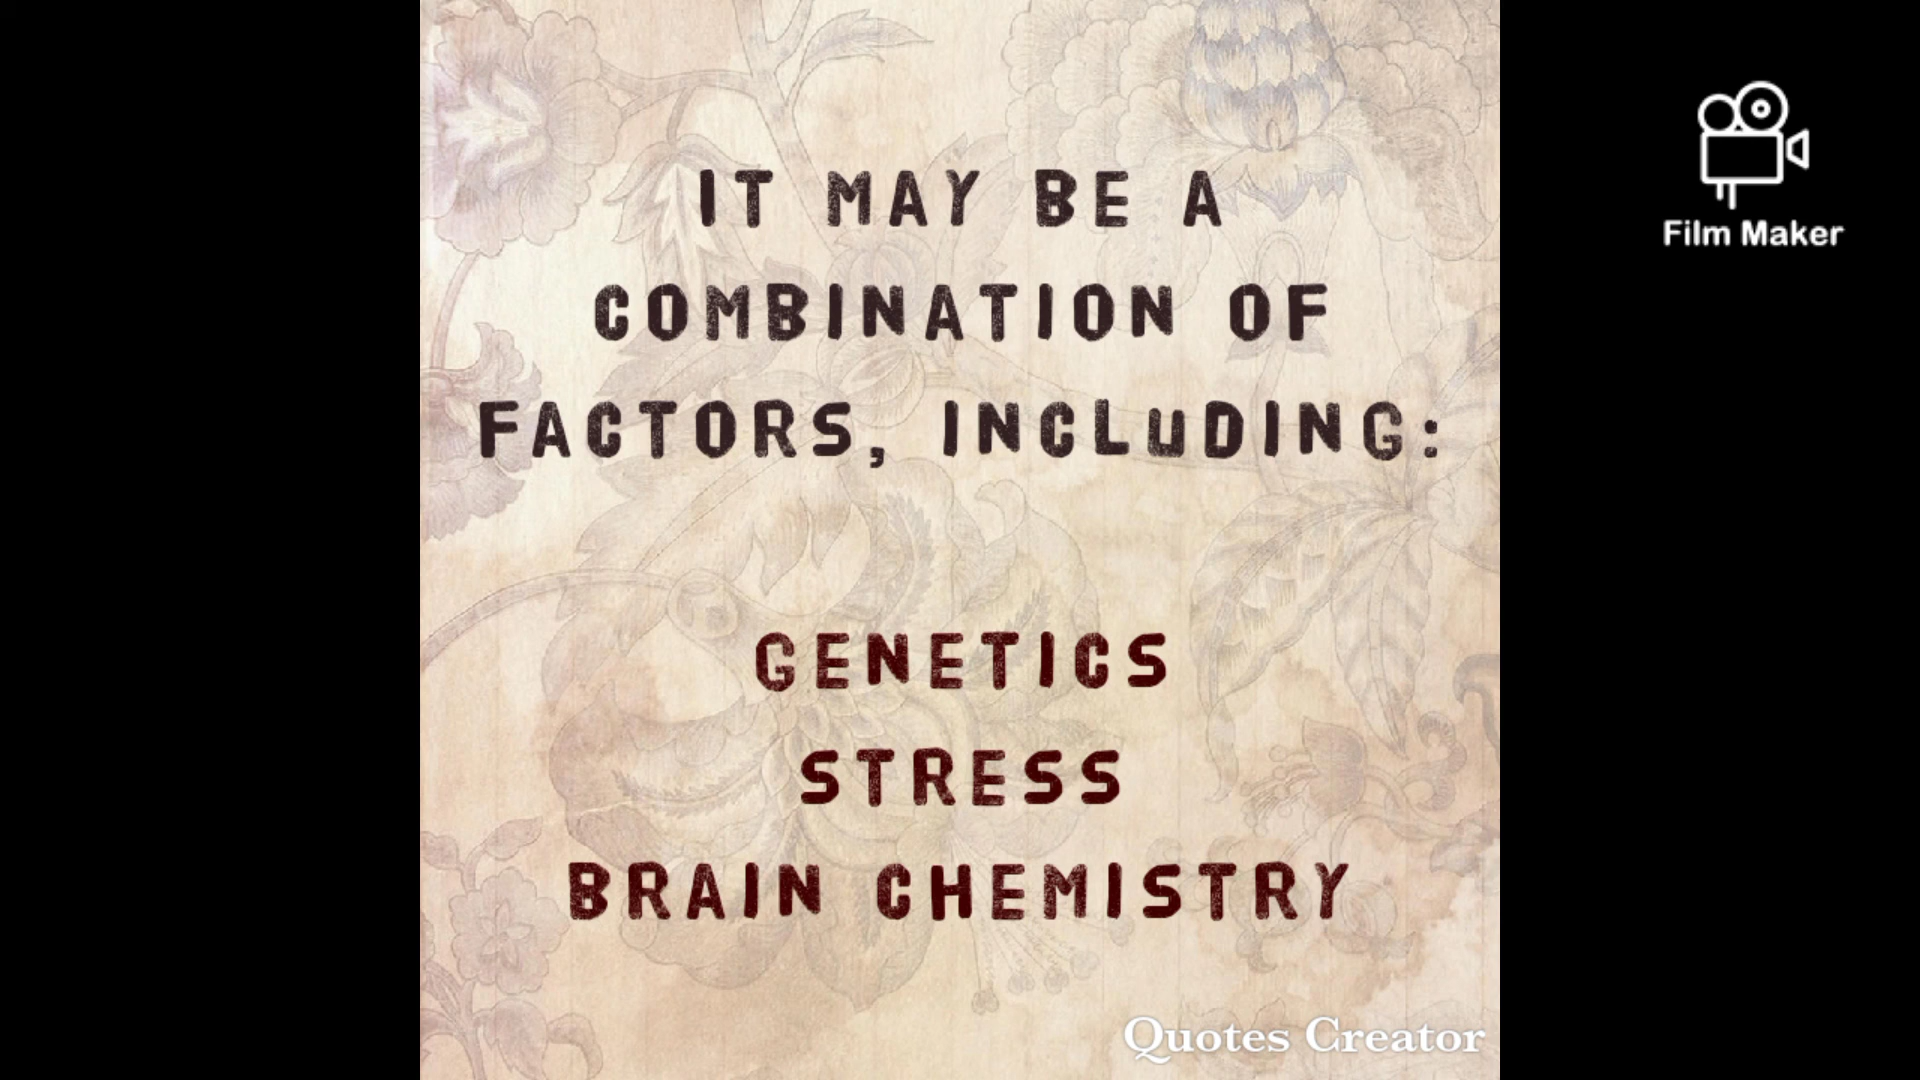 IT MAY BE A
COMBINATION OF
FACTORS, INCLuDING:
GENETICS
STRESS
BRAIN CHEMISTRY
Quotes Creator
Film Maker